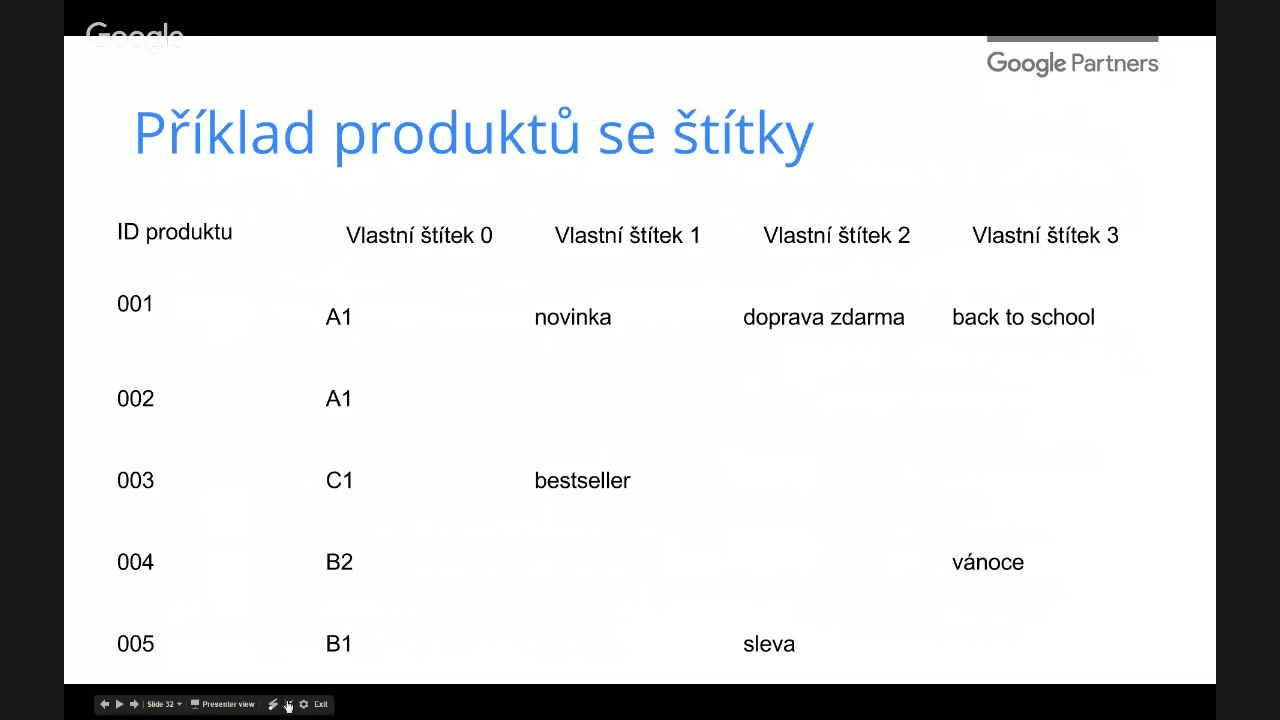 Google
Google Partners
Příklad produktů se štítky
ID produktu Vlastní štítek 0 Vlastní štítek 1 Vlastní štítek 2 Vlastní štítek 3
001 A1 novinka doprava zdarma back to school
002 A1
003 C1 bestseller
004 B2 vánoce
005 B1 sleva
Slide 32 Presenter view Exit